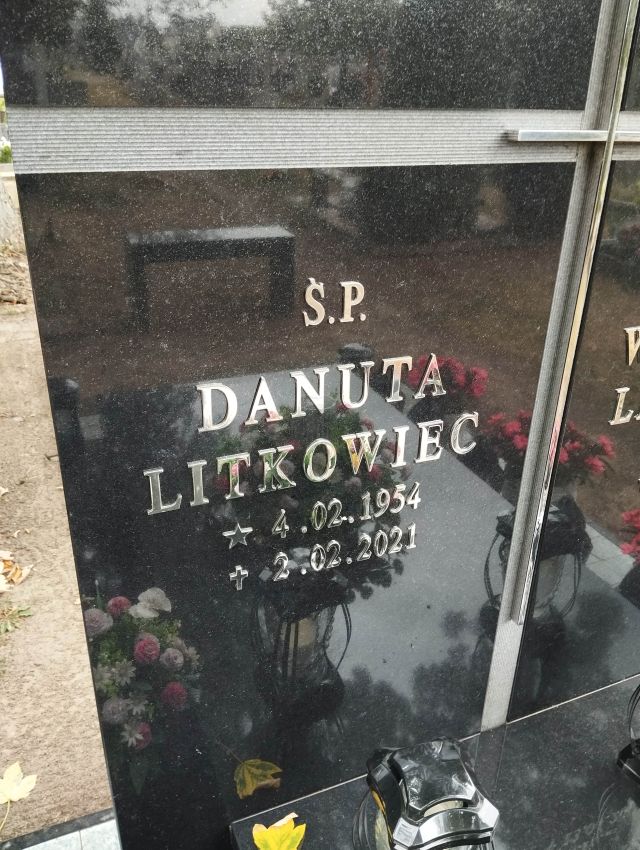 Ś.P.
DANUTA
LITKOWIEC
☆ 4.02.1954
✝ 2.02.2021